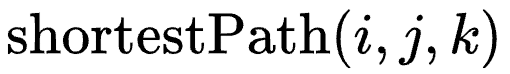 shortestPath(i, j, k)